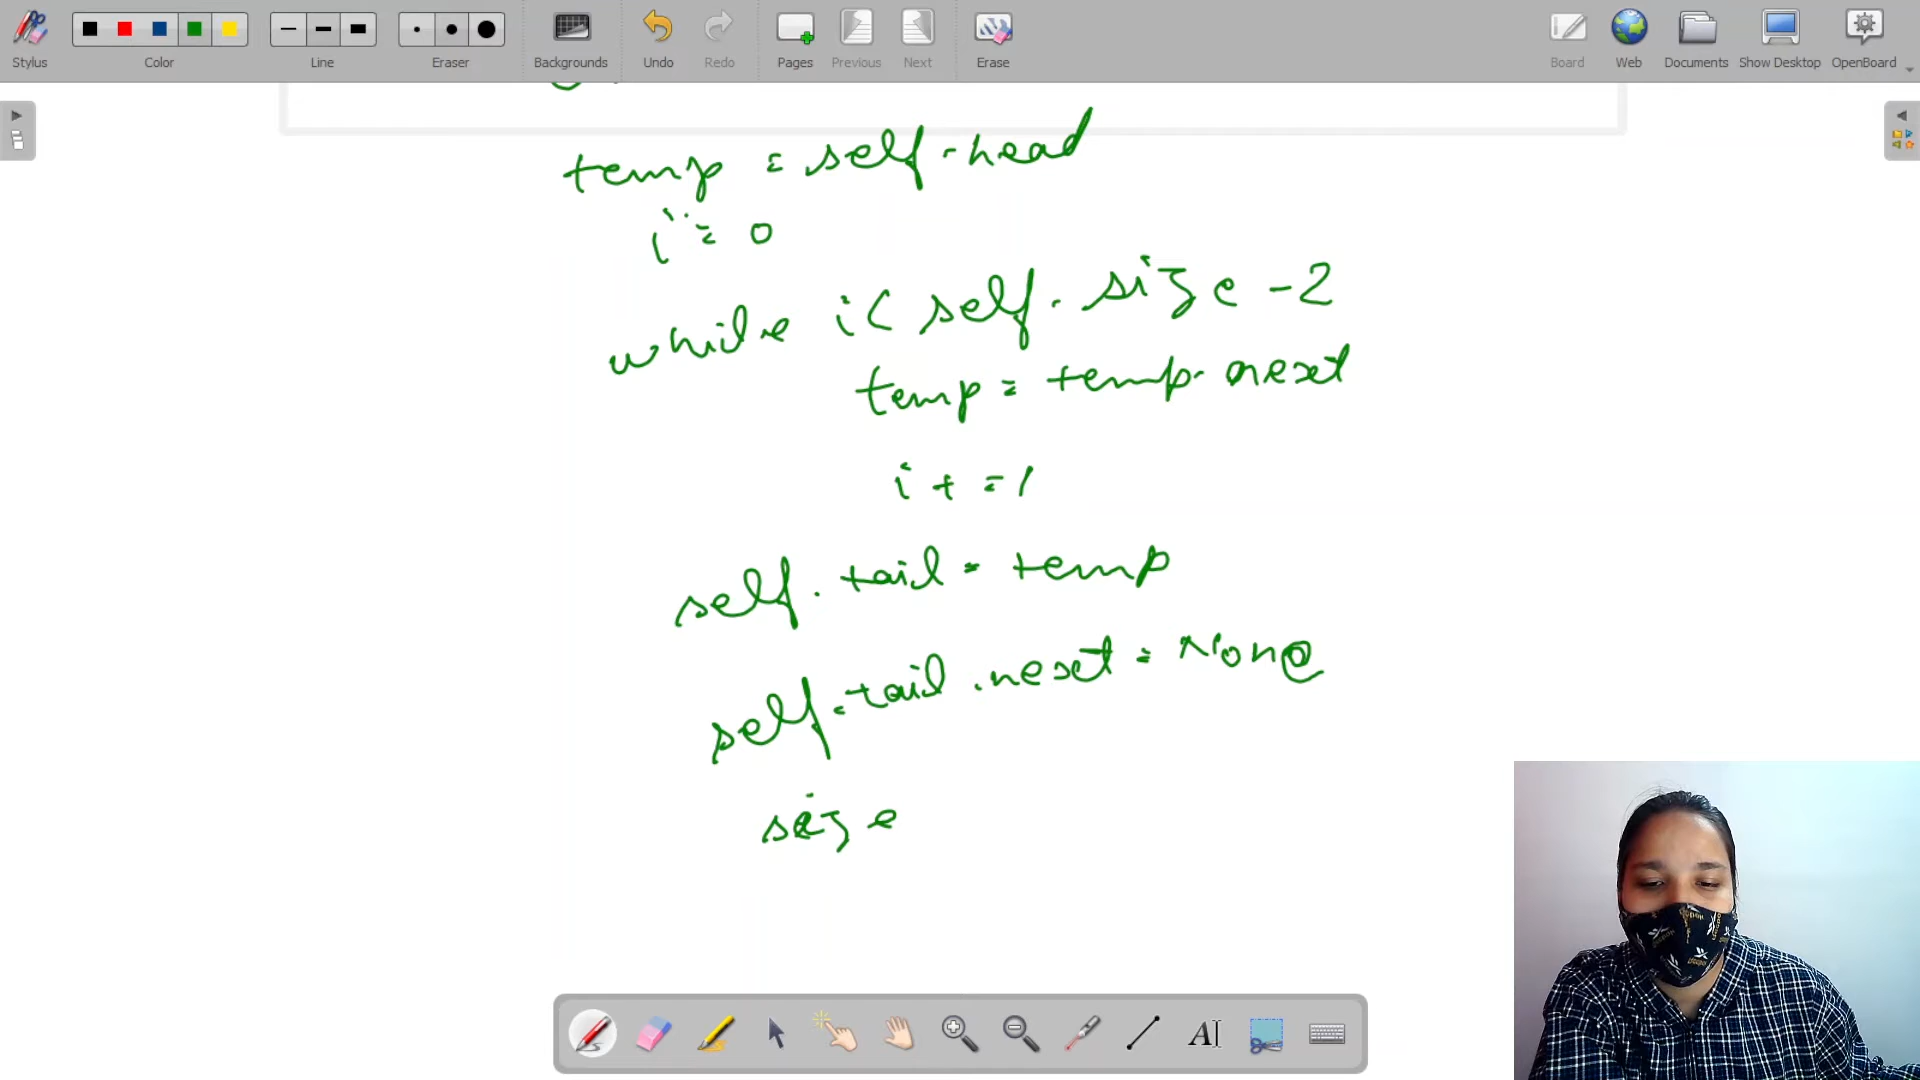 Stylus Color Line Eraser Backgrounds Undo Redo Pages Previous Next Erase Board Web Documents Show Desktop OpenBoard
temp = self.head
i = 0
while i < self.size -2
temp = temp.next
i + = 1
self.tail = temp
self.tail.next = None
size